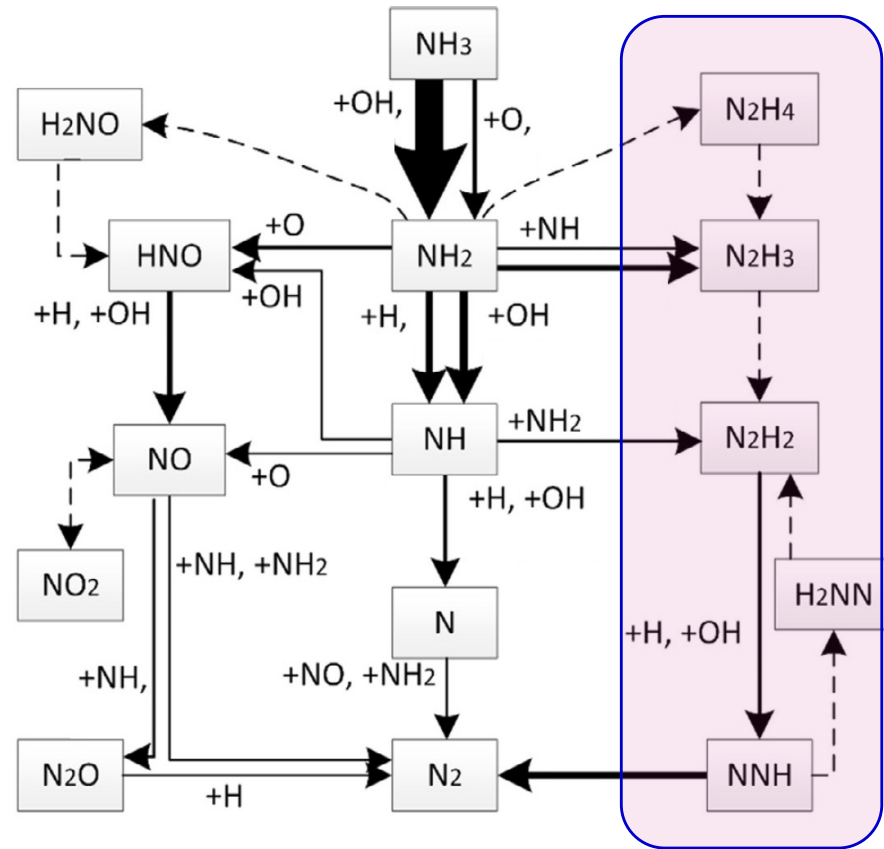 NH3
+OH,
+O,
H2NO
N2H4
+O
+NH
HNO
NH2
N2H3
+OH
+H, +OH
+H,
+OH
+NH2
NH
N2H2
NO
+O
+H, +OH
+NH, +NH2
NO2
H2NN
N
+H, +OH
+NO, +NH2
+NH,
N2O
N2
NNH
+H